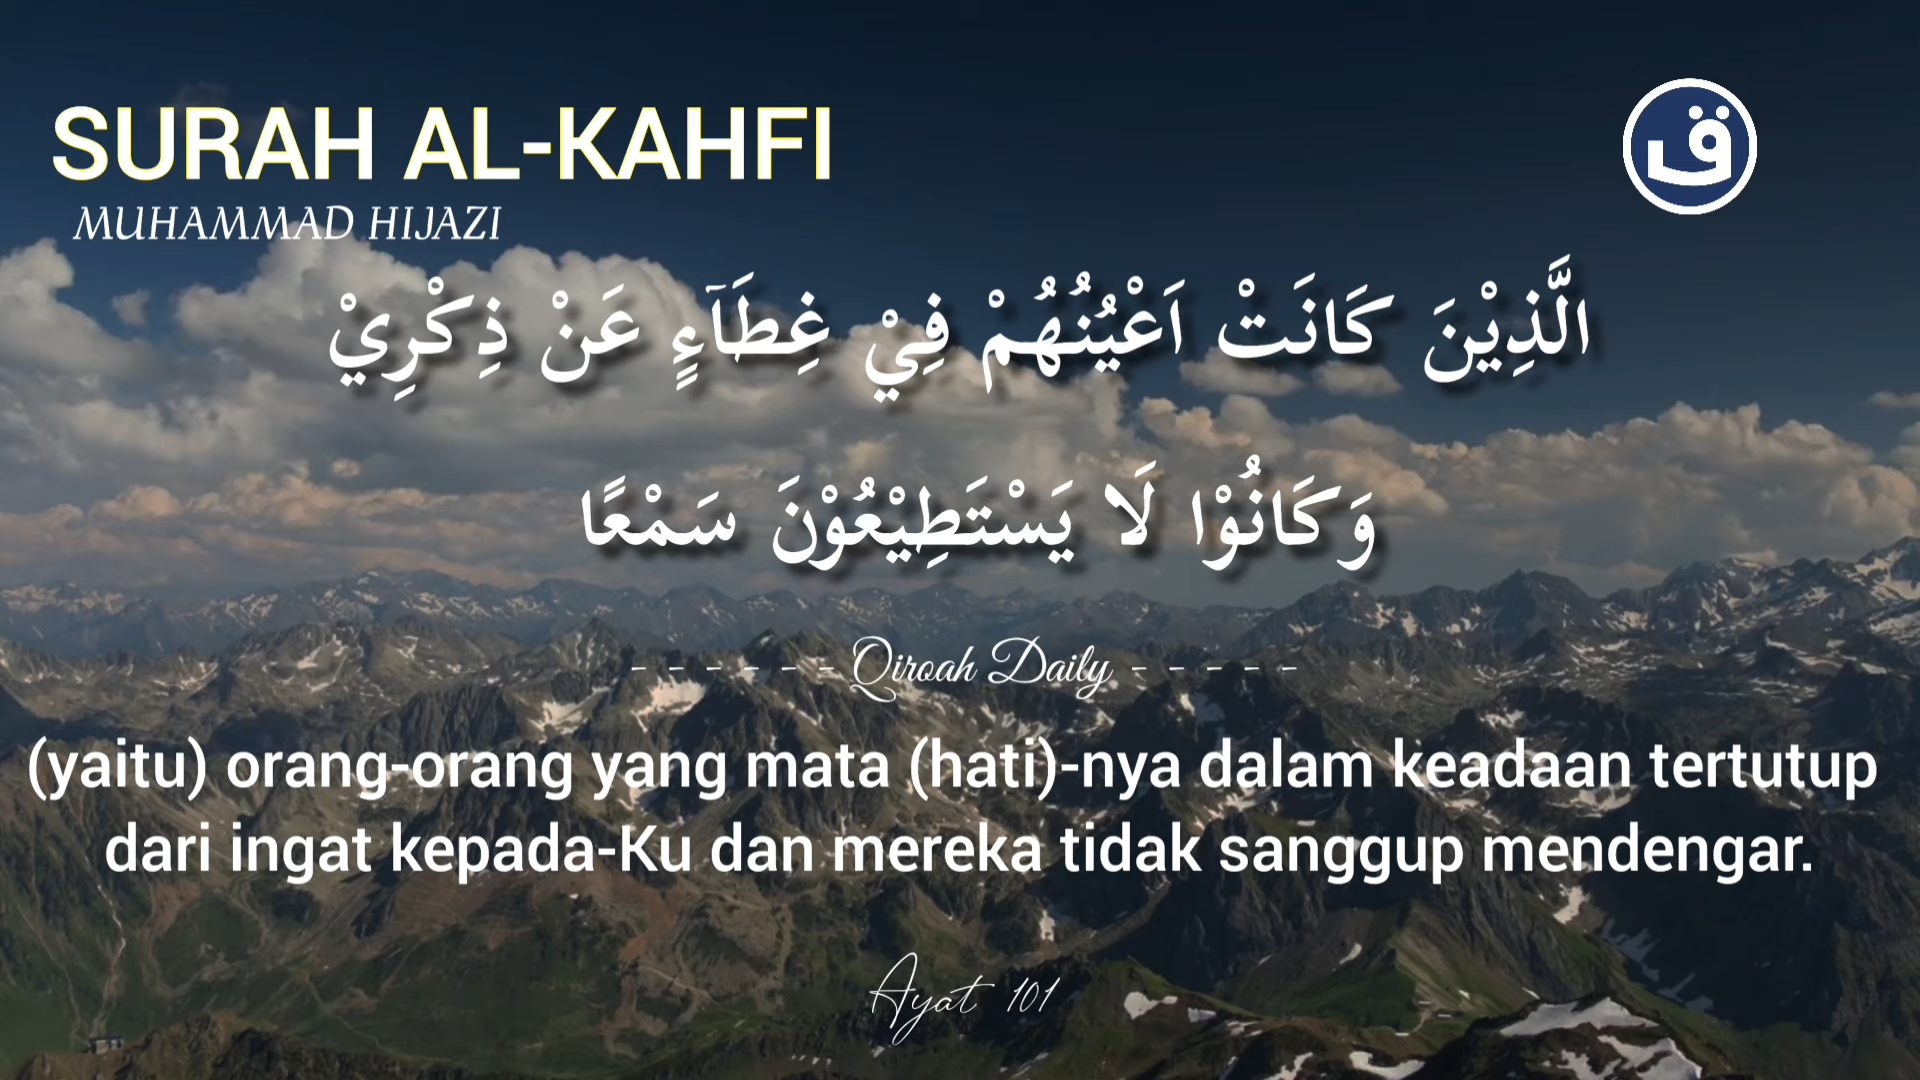 SURAH AL-KAHFI
ق
MUHAMMAD HIJAZI
الَّذِيْنَ كَانَتْ اَعْيُنُهُمْ فِيْ غِطَاۤءٍ عَنْ ذِكْرِيْ
وَكَانُوْا لَا يَسْتَطِيْعُوْنَ سَمْعًا
- - - - - - Qiroah Daily - - - - -
(yaitu) orang-orang yang mata (hati)-nya dalam keadaan tertutup
dari ingat kepada-Ku dan mereka tidak sanggup mendengar.
Ayat 101